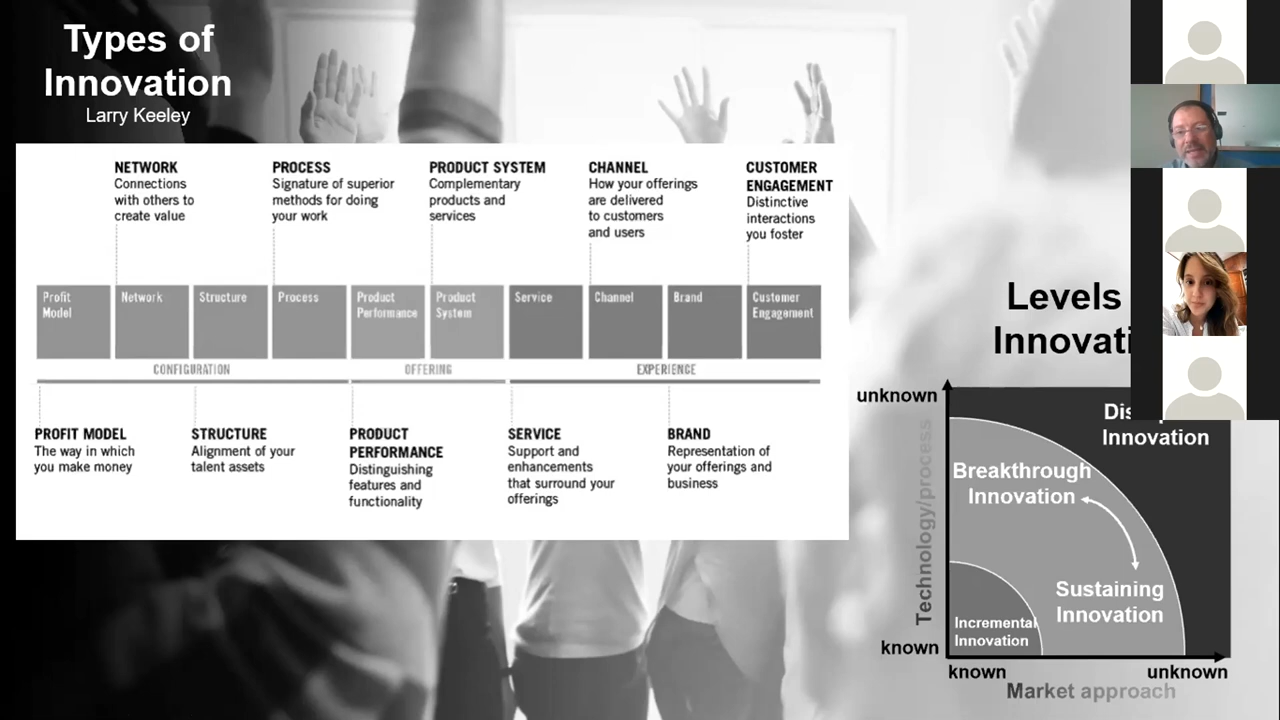 Types of
Innovation
Larry Keeley
NETWORK
Connections
with others to
create value
PROCESS
Signature of superior
methods for doing
your work
PRODUCT SYSTEM
Complementary
products and
services
CHANNEL
How your offerings
are delivered
to customers
and users
CUSTOMER
ENGAGEMENT
Distinctive
interactions
you foster
Profit
Model
Network
Structure
Process
Product
Performance
Product
System
Service
Channel
Brand
Customer
Engagement
CONFIGURATION
OFFERING
EXPERIENCE
PROFIT MODEL
The way in which
you make money
STRUCTURE
Alignment of your
talent assets
PRODUCT
PERFORMANCE
Distinguishing
features and
functionality
SERVICE
Support and
enhancements
that surround your
offerings
BRAND
Representation of
your offerings and
business
Levels
unknown
Innovation
Breakthrough
Innovation
Technology/process
Sustaining
Innovation
Incremental
Innovation
known
known
unknown
Market approach